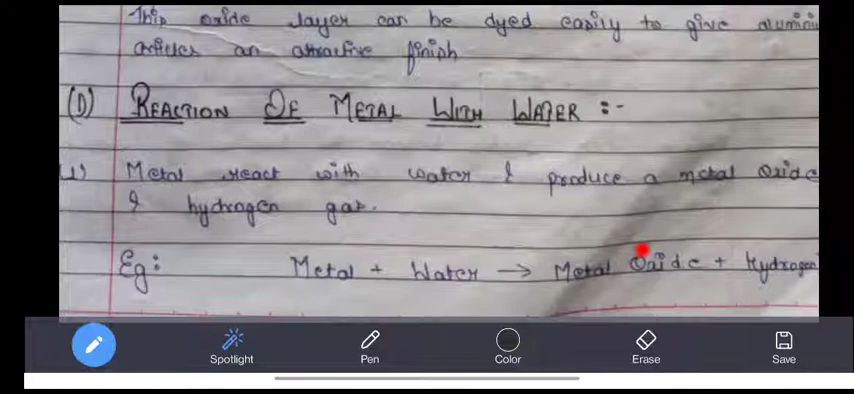 This oxide layer can be dyed easily to give alumini
articles an attractive finish
(D) REACTION OF METAL WITH WATER :-
1) Metal react with water & produce a metal Oxide
& hydrogen gas.
Eg: Metal + Water → Metal Oxide + Hydrogen
Spotlight Pen Color Erase Save